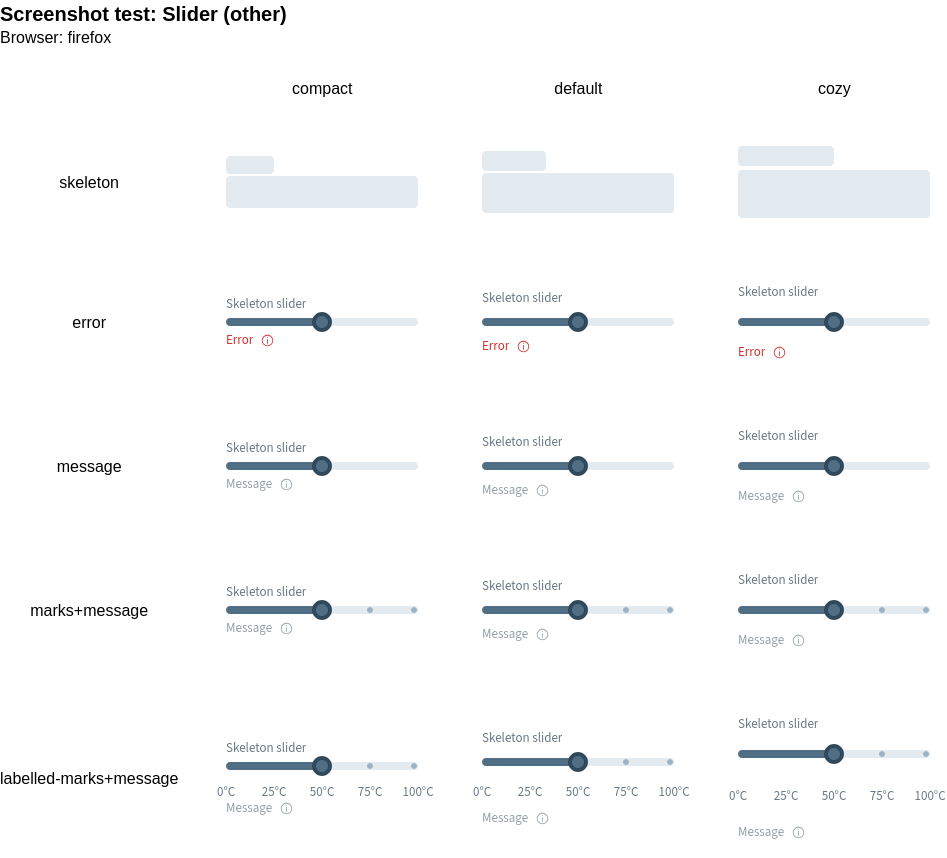 Screenshot test: Slider (other)
Browser: firefox
compact default cozy
skeleton
Skeleton slider Skeleton slider Skeleton slider
error
Error Error Error
Skeleton slider Skeleton slider Skeleton slider
message
Message Message Message
Skeleton slider Skeleton slider Skeleton slider
marks+message
Message Message Message
Skeleton slider Skeleton slider Skeleton slider
labelled-marks+message
0°C 25°C 50°C 75°C 100°C 0°C 25°C 50°C 75°C 100°C 0°C 25°C 50°C 75°C 100°C
Message Message Message